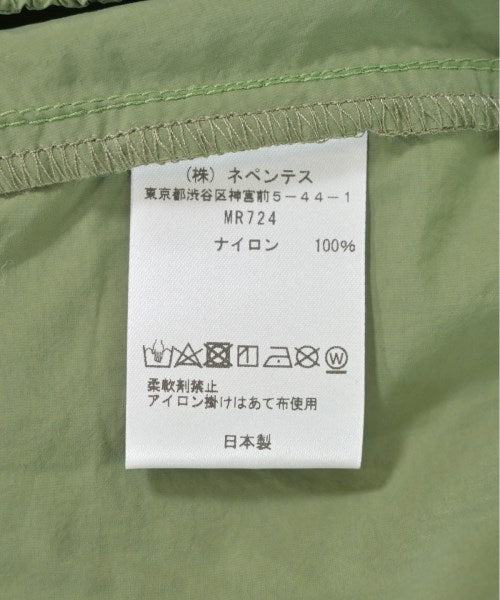 （株）ネペンテス
東京都渋谷区神宮前５－４４－１
MR724
ナイロン 100%
W
柔軟剤禁止
アイロン掛けはあて布使用
日本製